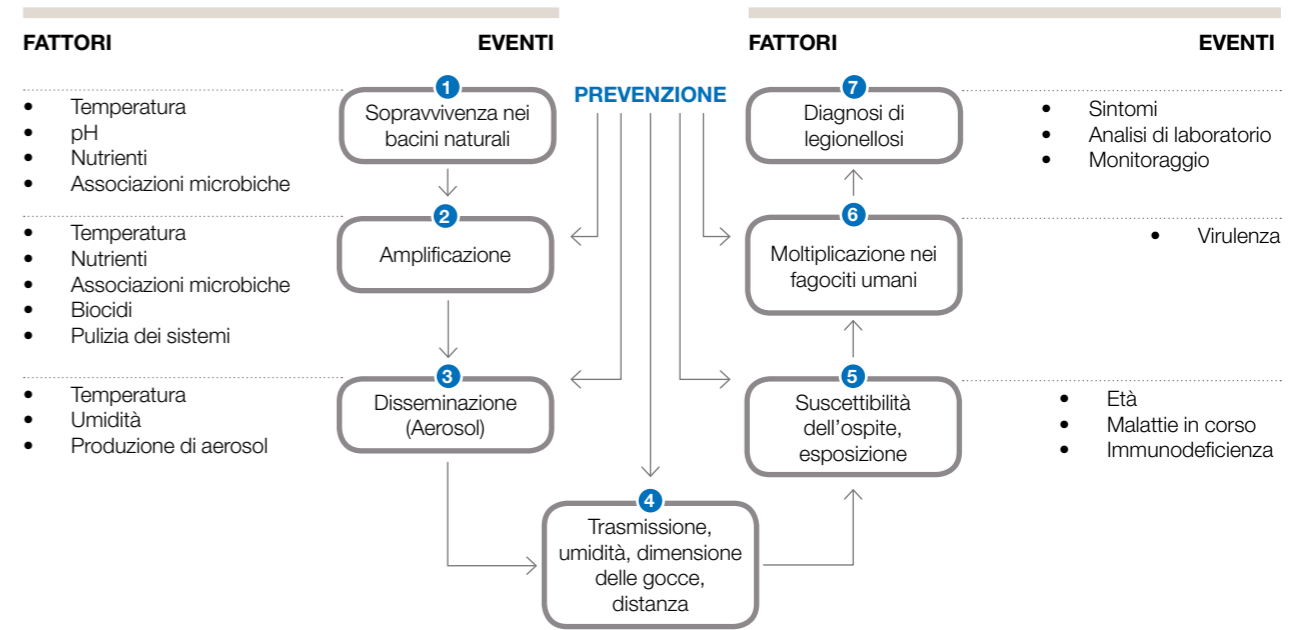 FATTORI EVENTI
1
Sopravvivenza nei
bacini naturali
• Temperatura
• pH
• Nutrienti
• Associazioni microbiche
2
Amplificazione
• Temperatura
• Nutrienti
• Associazioni microbiche
• Biocidi
• Pulizia dei sistemi
3
Disseminazione
(Aerosol)
• Temperatura
• Umidità
• Produzione di aerosol
PREVENZIONE
4
Trasmissione,
umidità, dimensione
delle gocce,
distanza
FATTORI EVENTI
7
Diagnosi di
legionellosi
• Sintomi
• Analisi di laboratorio
• Monitoraggio
6
Moltiplicazione nei
fagociti umani
• Virulenza
5
Suscettibilità
dell’ospite,
esposizione
• Età
• Malattie in corso
• Immunodeficienza